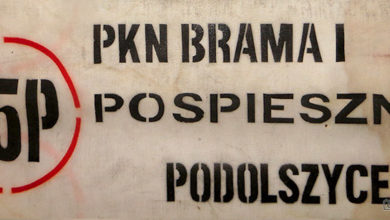 PKN BRAMA I
5P POSPIESZN
PODOLSZYCE